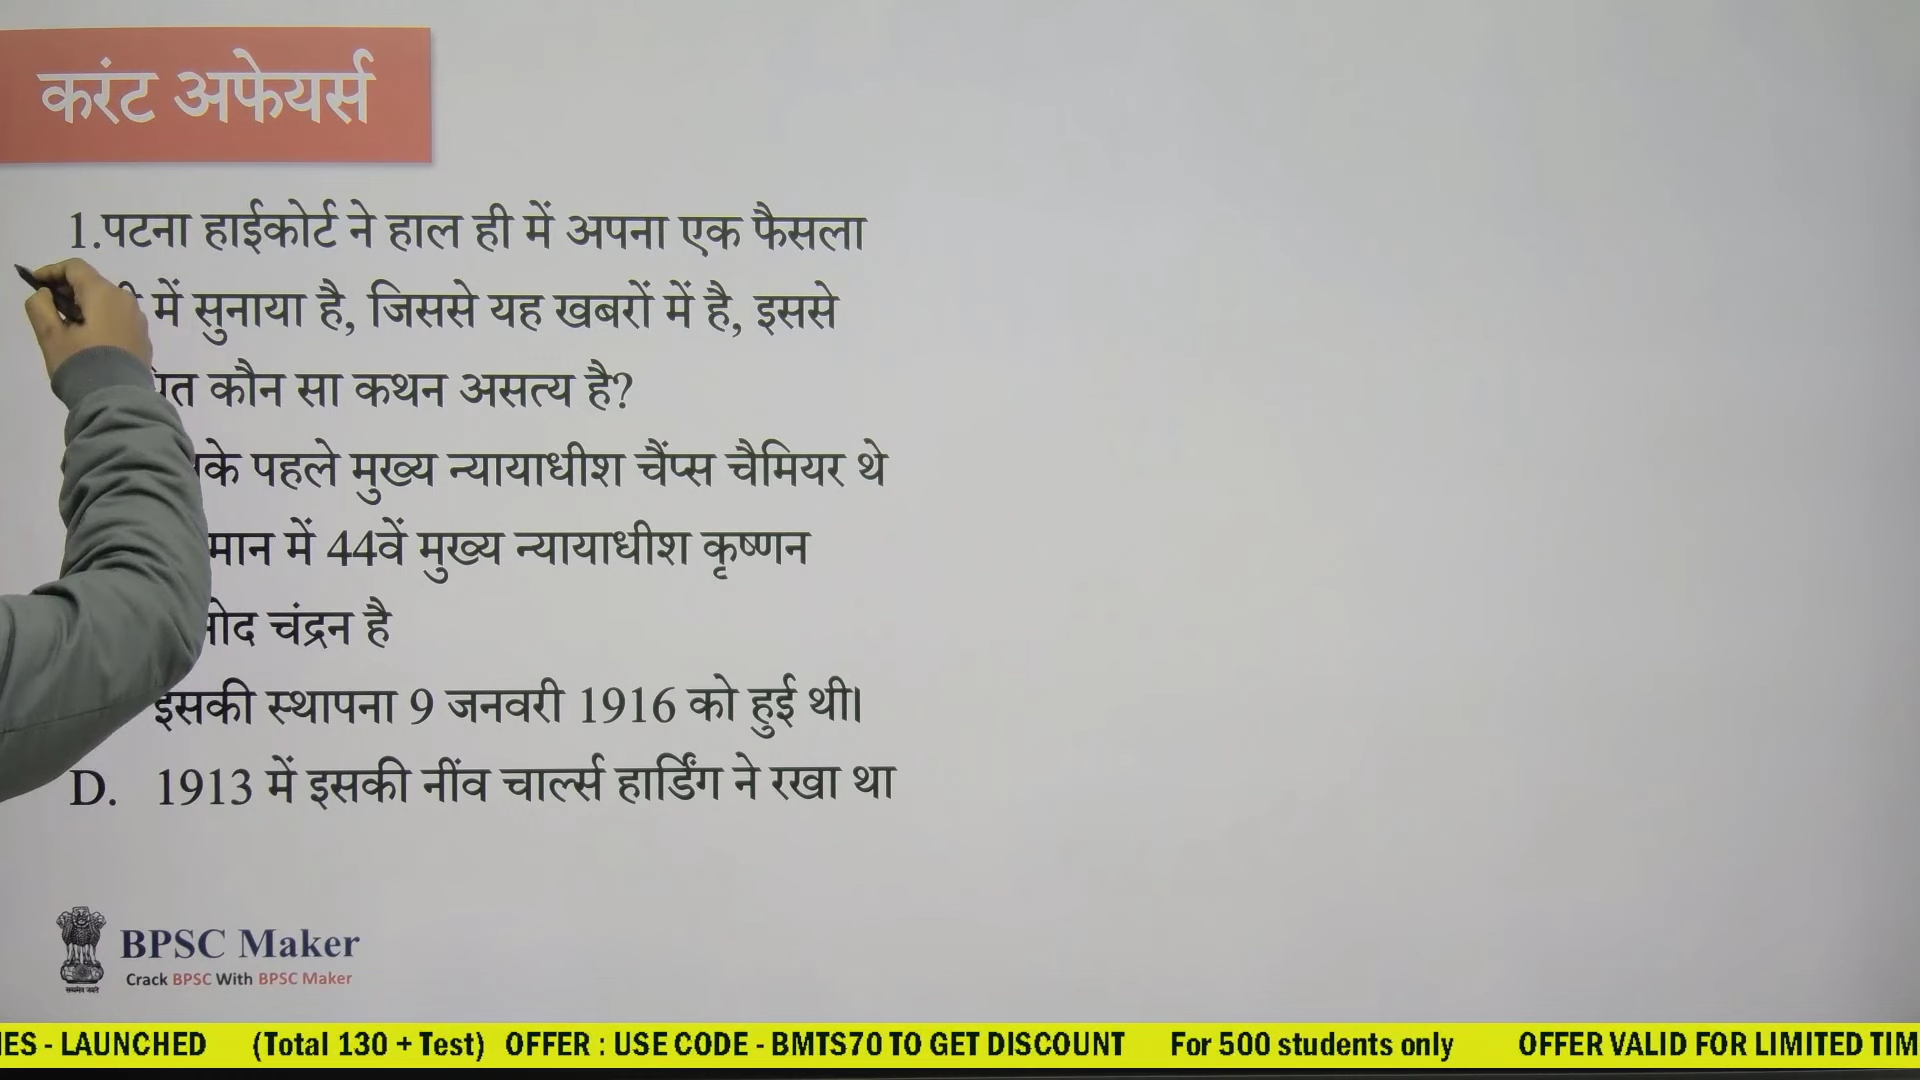 करंट अफेयर्स
1.पटना हाईकोर्ट ने हाल ही में अपना एक फैसला
में सुनाया है, जिससे यह खबरों में है, इससे
कौन सा कथन असत्य है?
पहले मुख्य न्यायाधीश चैंप्स चैमियर थे
में 44वें मुख्य न्यायाधीश कृष्णन
चंद्रन है
इसकी स्थापना 9 जनवरी 1916 को हुई थी।
D. 1913 में इसकी नींव चार्ल्स हार्डिंग ने रखा था
BPSC Maker
Crack BPSC With BPSC Maker
- LAUNCHED (Total 130 + Test) OFFER : USE CODE - BMTS70 TO GET DISCOUNT For 500 students only OFFER VALID FOR LIMITED